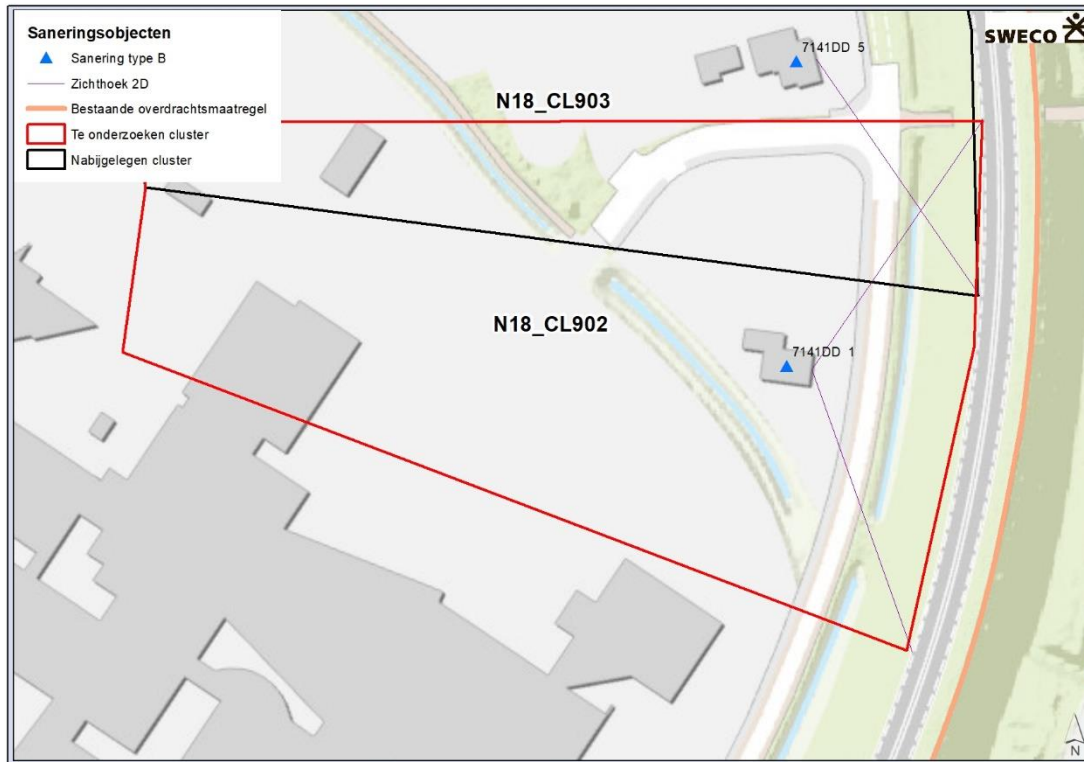 Saneringsobjecten
Sanering type B
Zichthoek 2D
Bestaande overdrachtsmaatregel
Te onderzoeken cluster
Nabijgelegen cluster
SWECO
7141DD 5
N18_CL903
N18_CL902
7141DD 1
N